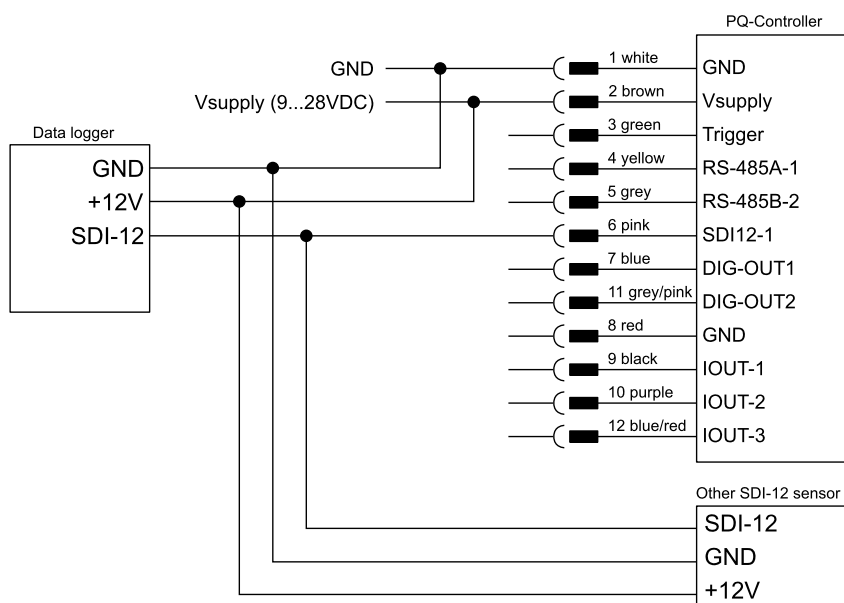 PQ-Controller
GND
1 white
GND
Vsupply (9...28VDC)
2 brown
Vsupply
Data logger
3 green
Trigger
GND
4 yellow
RS-485A-1
+12V
5 grey
RS-485B-2
SDI-12
6 pink
SDI12-1
7 blue
DIG-OUT1
11 grey/pink
DIG-OUT2
8 red
GND
9 black
IOUT-1
10 purple
IOUT-2
12 blue/red
IOUT-3
Other SDI-12 sensor
SDI-12
GND
+12V